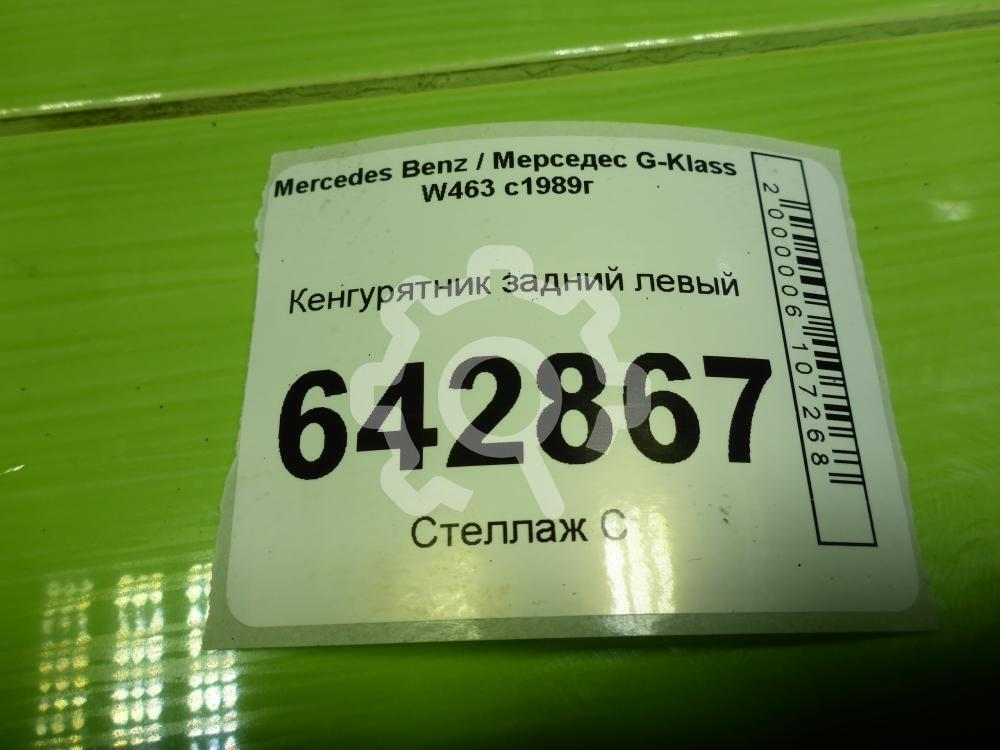 Mercedes Benz / Мерседес G-Klass
W463 с1989г
Кенгурятник задний левый
642867
Стеллаж С
2000006107268